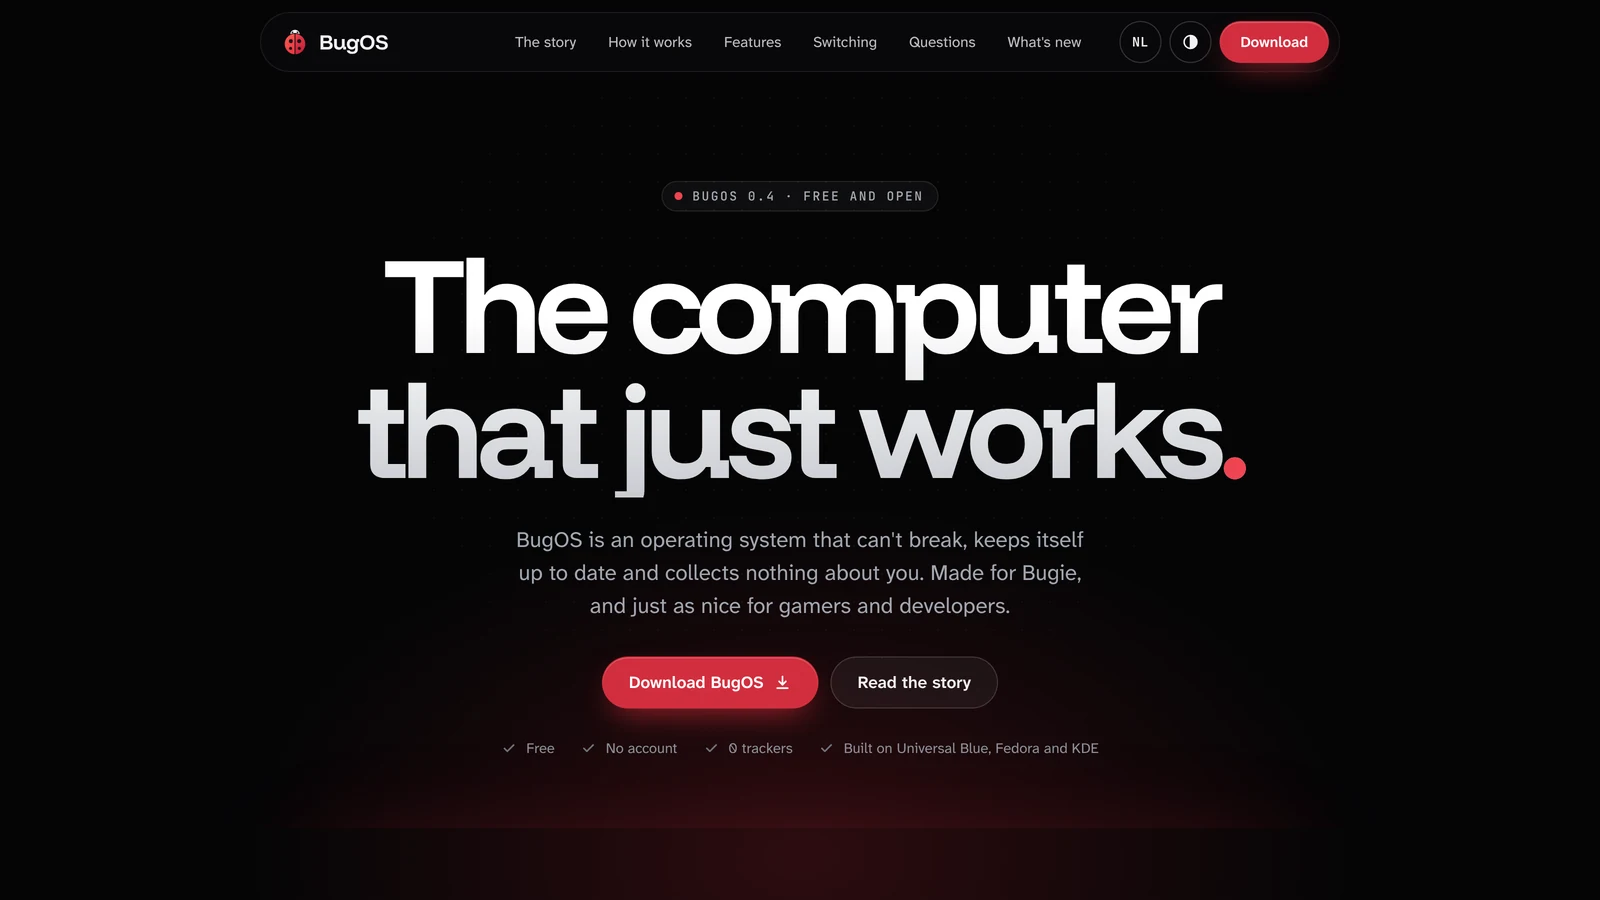 BugOS
The story
How it works
Features
Switching
Questions
What's new
NL
Download
BUGOS 0.4 · FREE AND OPEN
The computer
that just works.
BugOS is an operating system that can't break, keeps itself
up to date and collects nothing about you. Made for Bugie,
and just as nice for gamers and developers.
Download BugOS
Read the story
Free
No account
0 trackers
Built on Universal Blue, Fedora and KDE